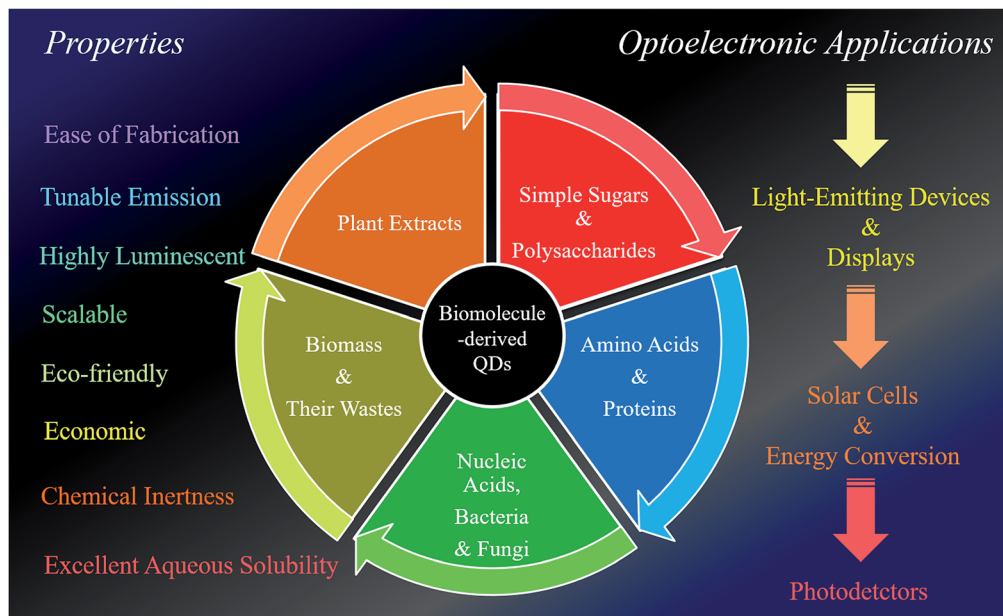 Properties
Optoelectronic Applications
Ease of Fabrication
Tunable Emission
Highly Luminescent
Scalable
Eco-friendly
Economic
Chemical Inertness
Excellent Aqueous Solubility
Plant Extracts
Simple Sugars
&
Polysaccharides
Biomolecule
-derived
QDs
Biomass
&
Their Wastes
Amino Acids
&
Proteins
Nucleic
Acids,
Bacteria
& Fungi
Light-Emitting Devices
&
Displays
Solar Cells
&
Energy Conversion
Photodetctors